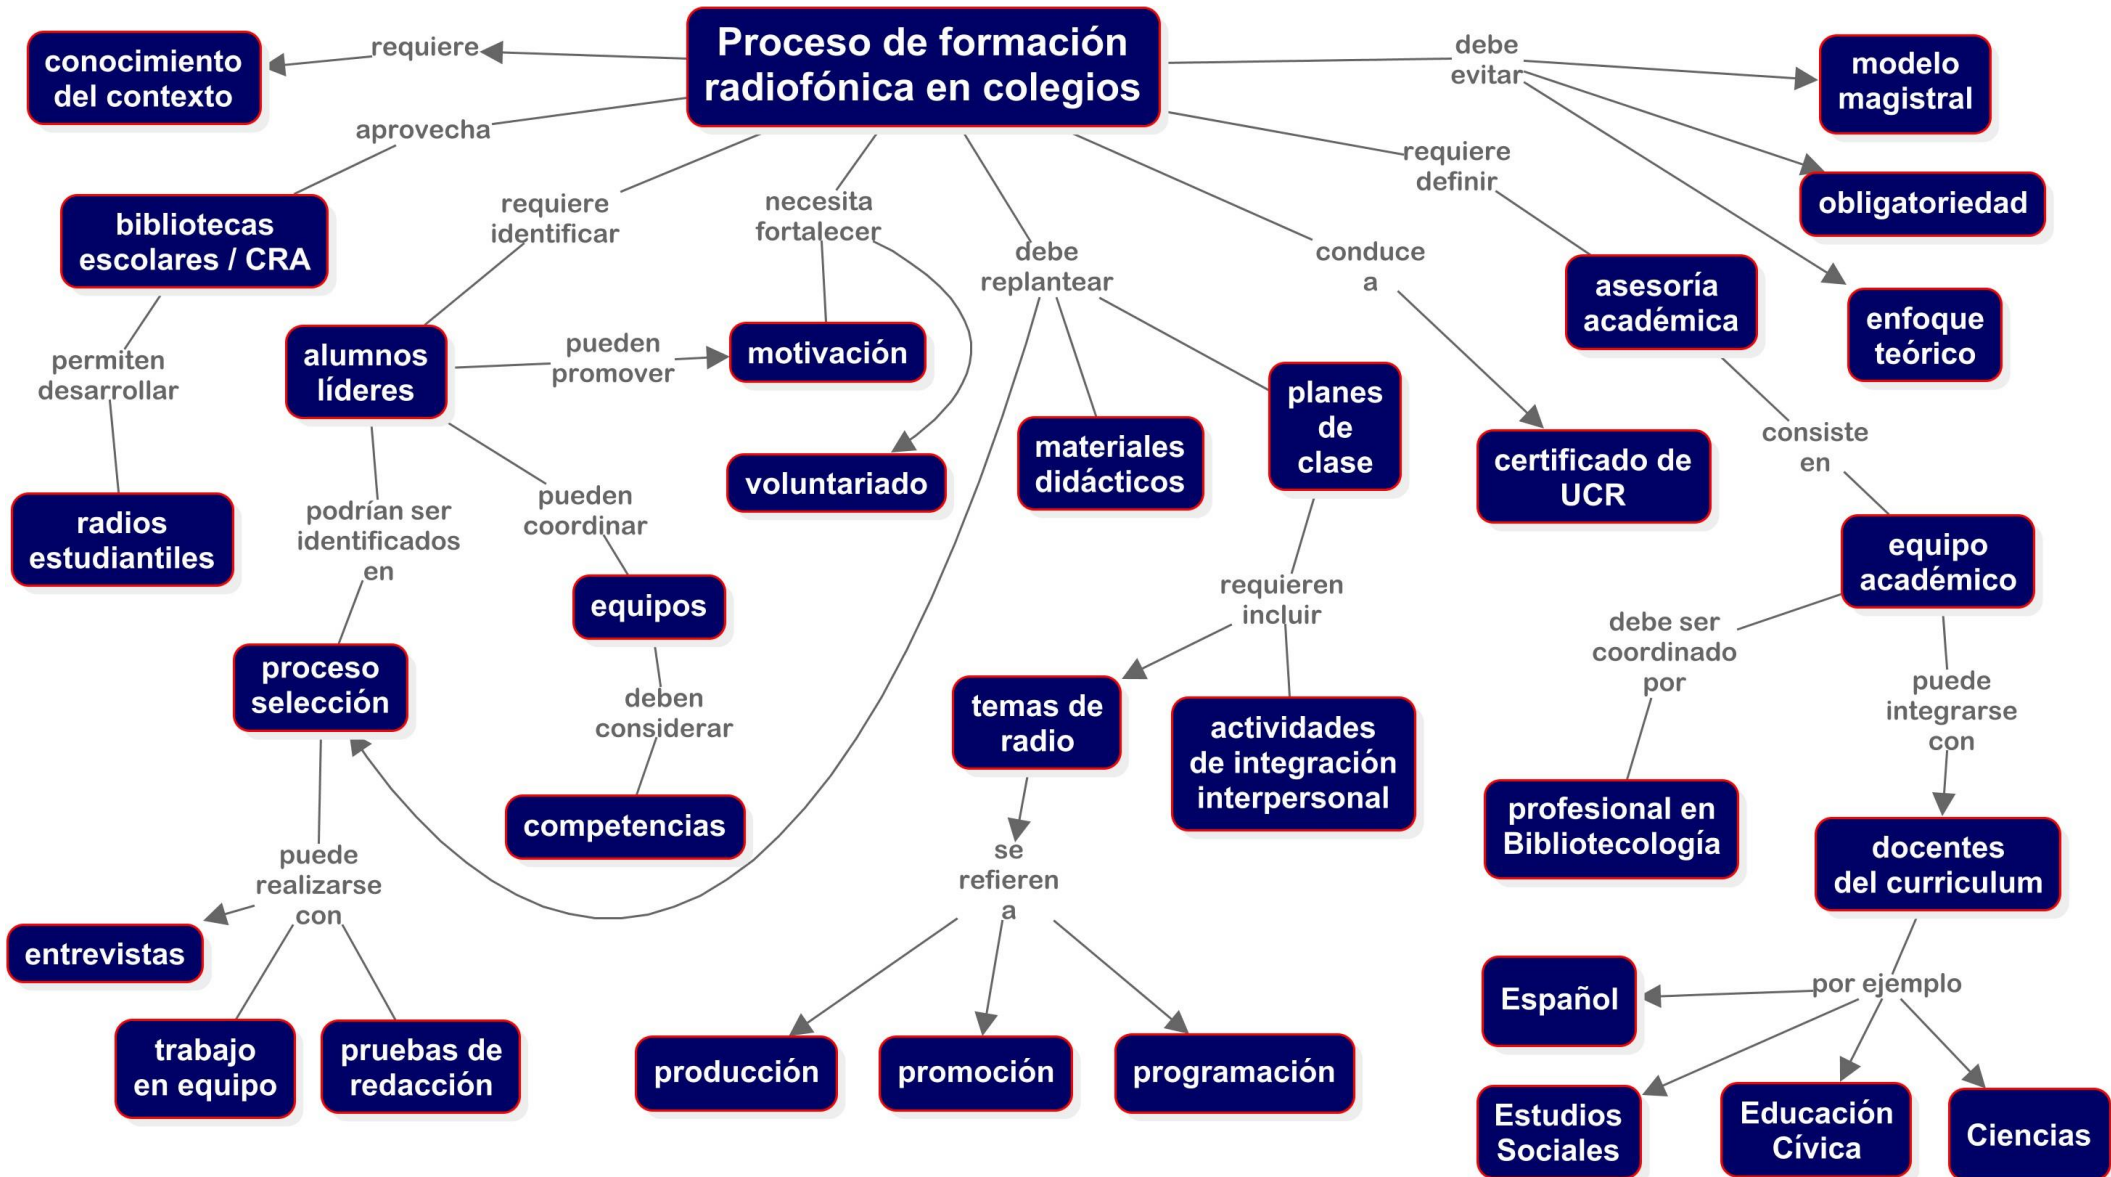 Proceso de formación
radiofónica en colegios
requiere
conocimiento
del contexto
aprovecha
bibliotecas
escolares / CRA
permiten
desarrollar
radios
estudiantiles
requiere
identificar
alumnos
líderes
pueden
promover
motivación
podrían ser
identificados
en
proceso
selección
puede
realizarse
con
entrevistas
trabajo
en equipo
pruebas de
redacción
pueden
coordinar
equipos
deben
considerar
competencias
necesita
fortalecer
voluntariado
debe
replantear
materiales
didácticos
planes
de
clase
requieren
incluir
temas de
radio
actividades
de integración
interpersonal
se
refieren
a
producción
promoción
programación
conduce
a
certificado de
UCR
requiere
definir
asesoría
académica
consiste
en
equipo
académico
debe ser
coordinado
por
profesional en
Bibliotecología
puede
integrarse
con
docentes
del curriculum
por ejemplo
Español
Estudios
Sociales
Educación
Cívica
Ciencias
debe
evitar
modelo
magistral
obligatoriedad
enfoque
teórico